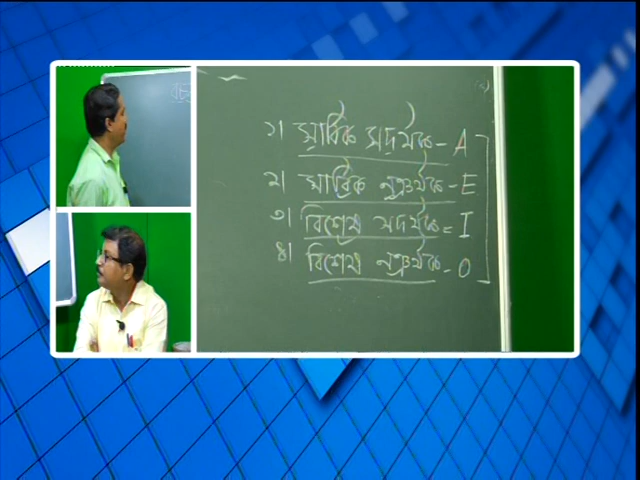 ১। সার্বিক সদর্থক - A
২। সার্বিক নঞর্থক - E
৩। বিশেষ সদর্থক = I
৪। বিশেষ নঞর্থক - O